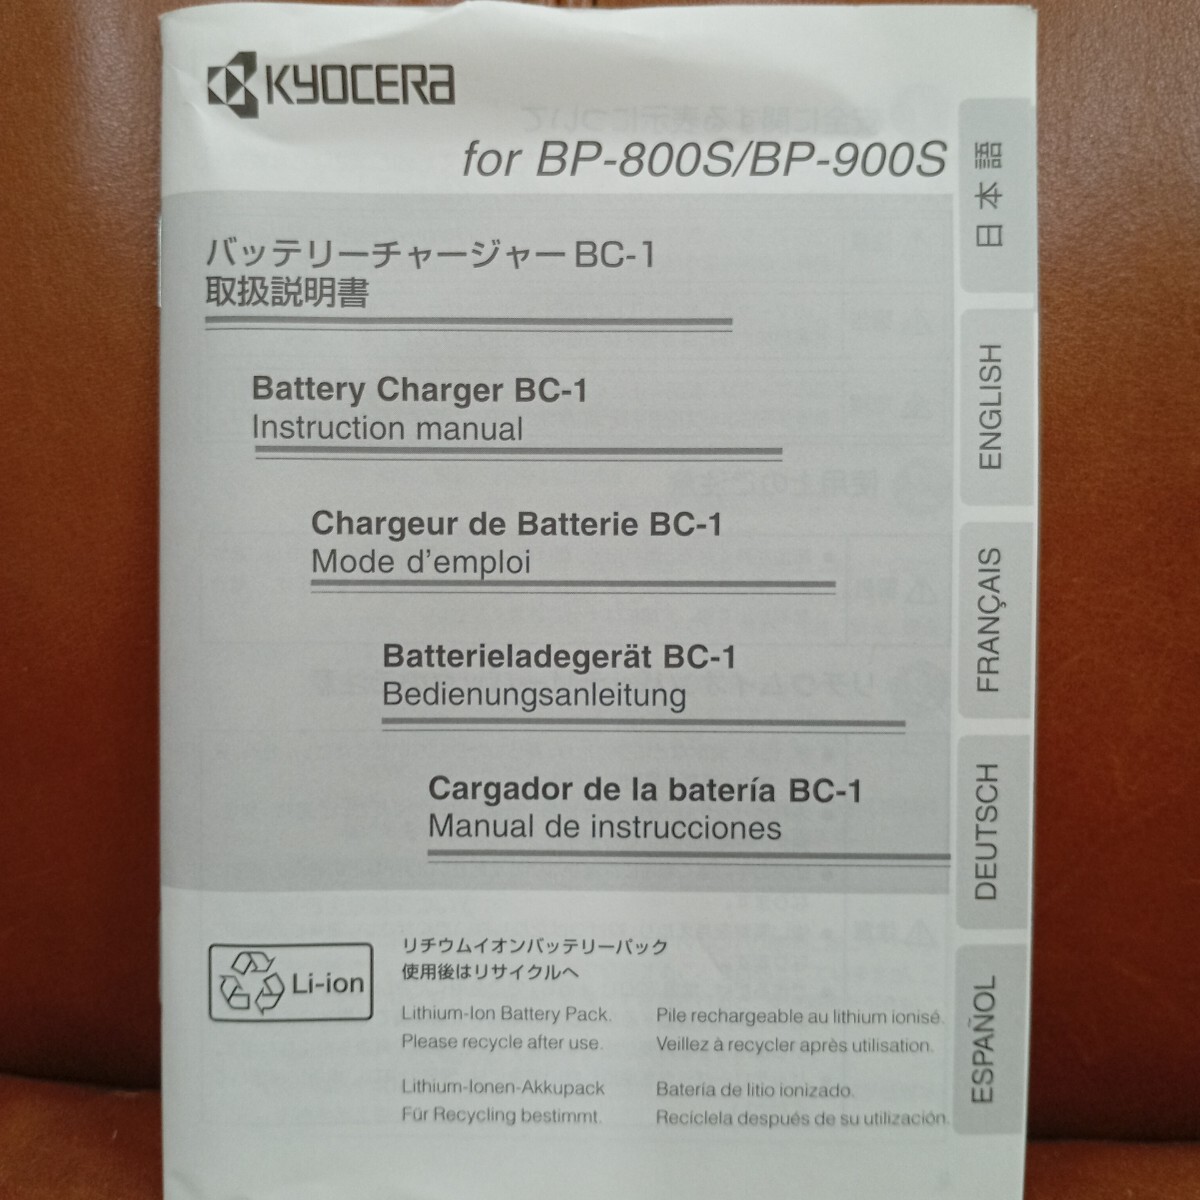 KYOCERA
for BP-800S/BP-900S
バッテリーチャージャー BC-1
取扱説明書
Battery Charger BC-1
Instruction manual
Chargeur de Batterie BC-1
Mode d'emploi
Batterieladegerät BC-1
Bedienungsanleitung
Cargador de la batería BC-1
Manual de instrucciones
Li-ion
リチウムイオンバッテリーパック
使用後はリサイクルへ
Lithium-Ion Battery Pack.
Please recycle after use.
Pile rechargeable au lithium ionisé.
Veillez à recycler après utilisation.
Lithium-Ionen-Akkupack
Für Recycling bestimmt.
Batería de litio ionizado.
Recíclela después de su utilización.
日本語
ENGLISH
FRANÇAIS
DEUTSCH
ESPAÑOL